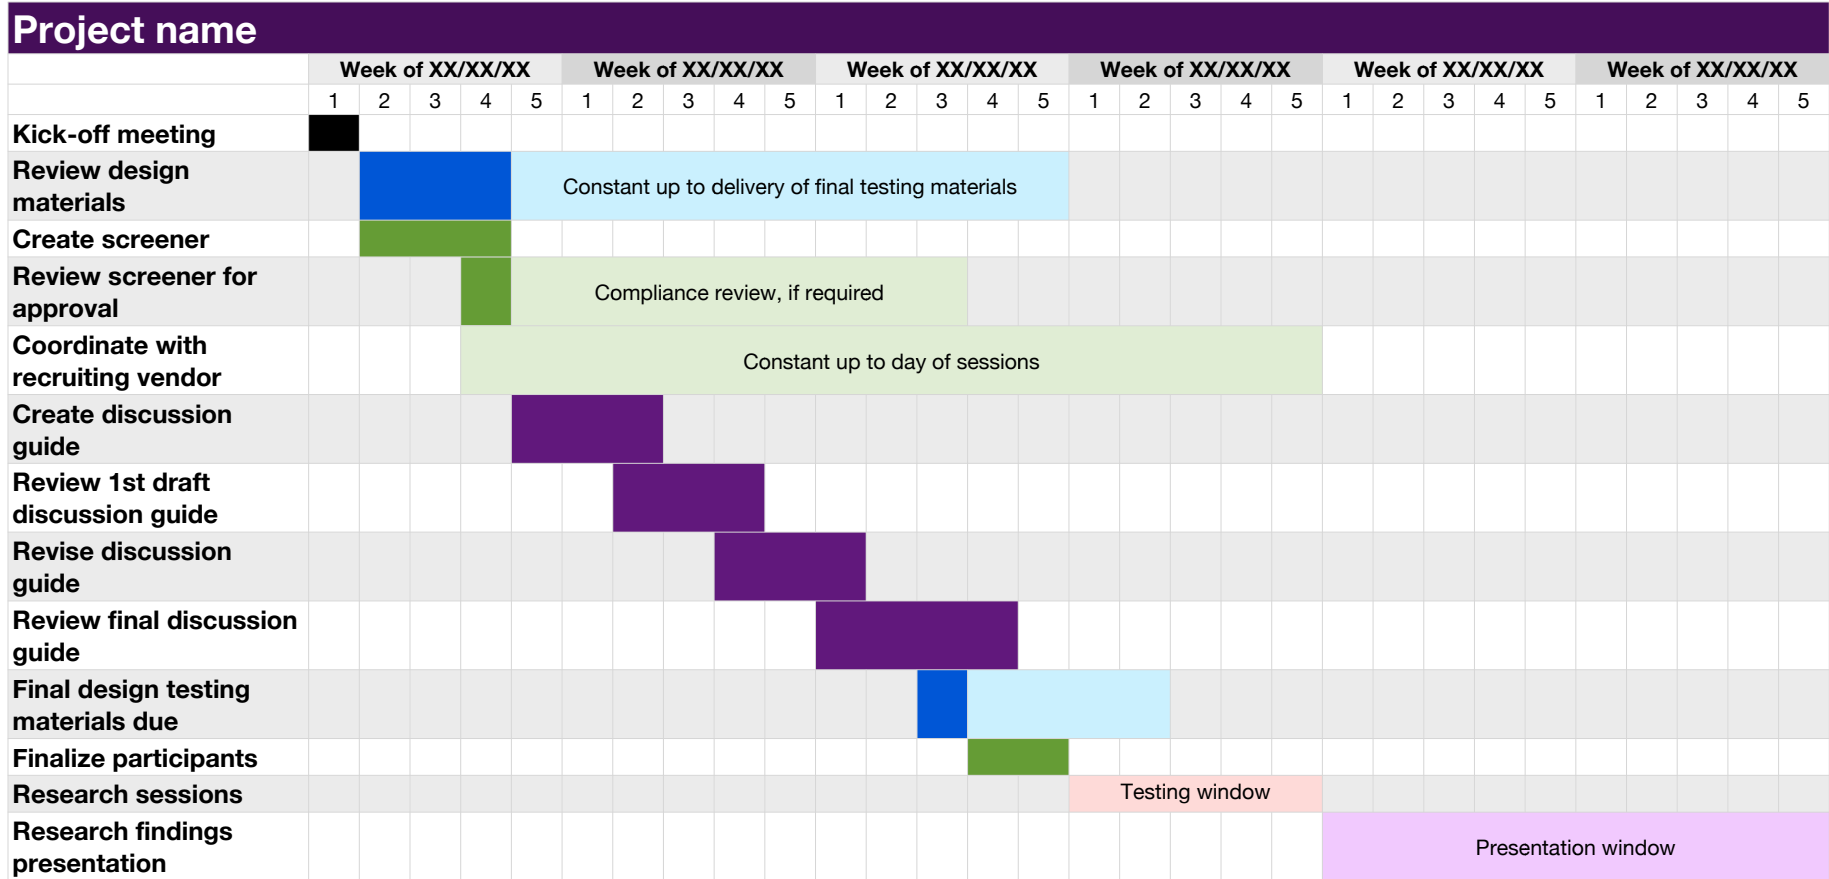 Project name
Week of XX/XX/XX Week of XX/XX/XX Week of XX/XX/XX Week of XX/XX/XX Week of XX/XX/XX Week of XX/XX/XX
1 2 3 4 5 1 2 3 4 5 1 2 3 4 5 1 2 3 4 5 1 2 3 4 5 1 2 3 4 5
Kick-off meeting
Review design
materials
Constant up to delivery of final testing materials
Create screener
Review screener for
approval
Compliance review, if required
Coordinate with
recruiting vendor
Constant up to day of sessions
Create discussion
guide
Review 1st draft
discussion guide
Revise discussion
guide
Review final discussion
guide
Final design testing
materials due
Finalize participants
Research sessions
Testing window
Research findings
presentation
Presentation window